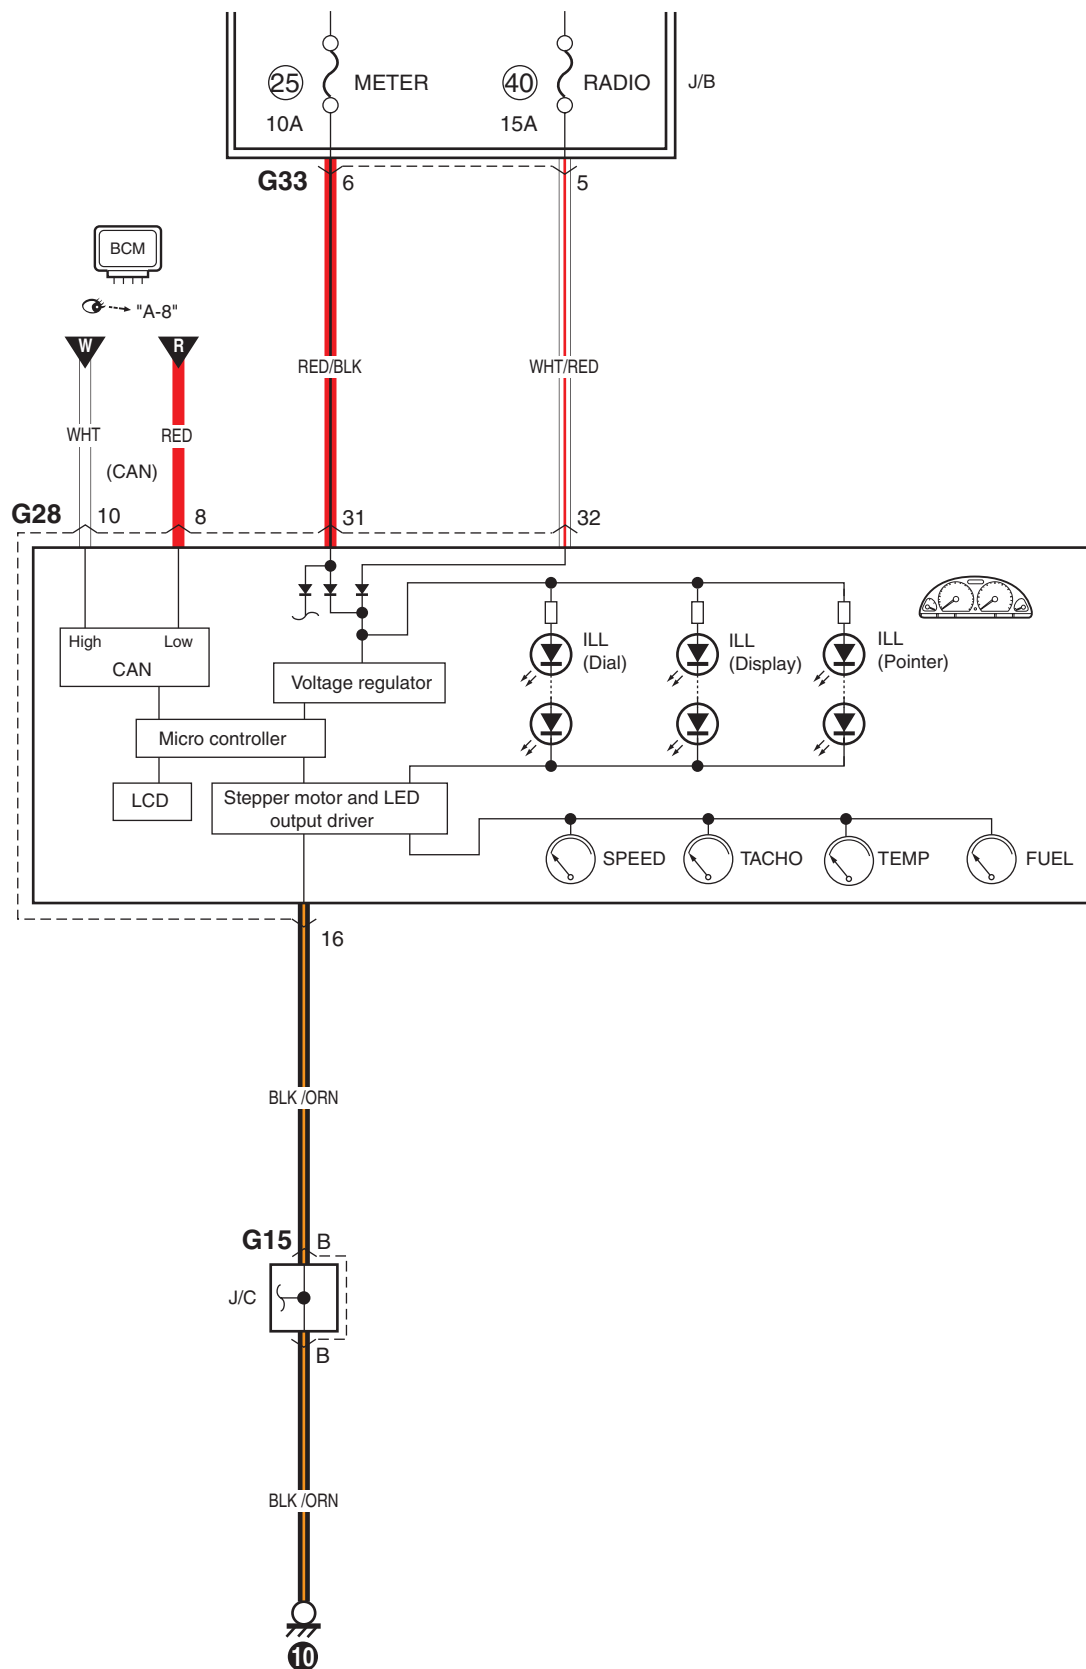 25 METER
10A
40 RADIO
15A
J/B
G33 6
5
BCM
"A-8"
W
R
RED/BLK
WHT/RED
WHT
RED
(CAN)
G28 10
8
31
32
High
Low
CAN
Voltage regulator
ILL
(Dial)
ILL
(Display)
ILL
(Pointer)
Micro controller
LCD
Stepper motor and LED
output driver
SPEED
TACHO
TEMP
FUEL
16
BLK /ORN
G15 B
J/C
B
BLK /ORN
10